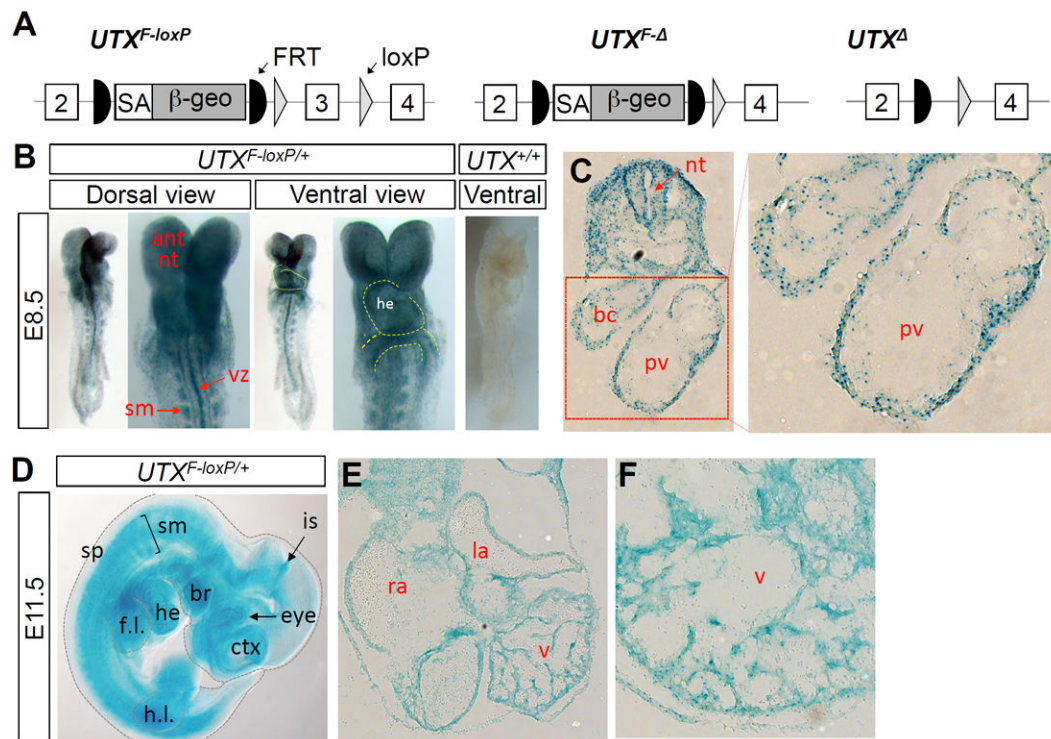 A
UTX^F-loxP
UTX^F-Δ
UTX^Δ
FRT
loxP
2 SA β-geo 3 4
2 SA β-geo 4
2 4
B
UTX^F-loxP/+ UTX^+/+
Dorsal view Ventral view Ventral
E8.5
ant
nt
vz
sm
he
C
nt
bc
pv
pv
D
UTX^F-loxP/+
E11.5
sm
sp
is
br
he
f.l.
eye
ctx
h.l.
E
la
ra
v
F
v